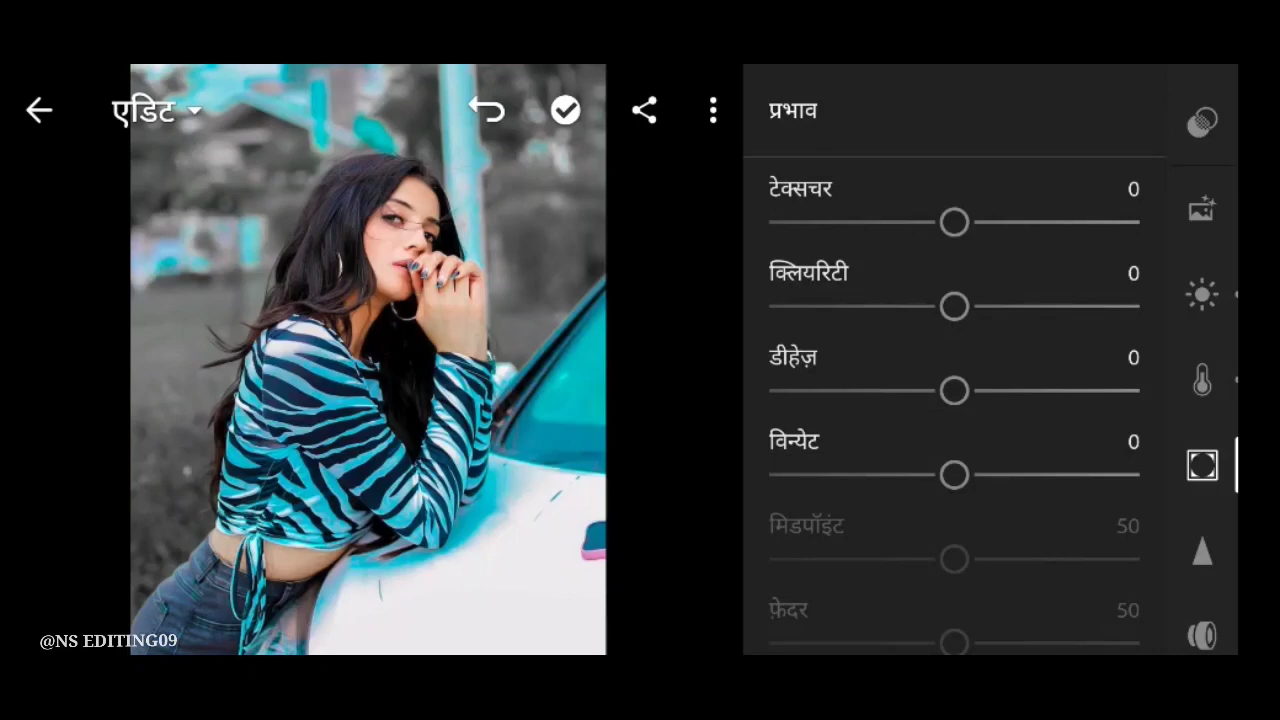 एडिट
प्रभाव
टेक्सचर 0
क्लियरिटी 0
डीहेज़ 0
विन्येट 0
मिडपॉइंट 50
फ़ेदर 50
@NS EDITING09